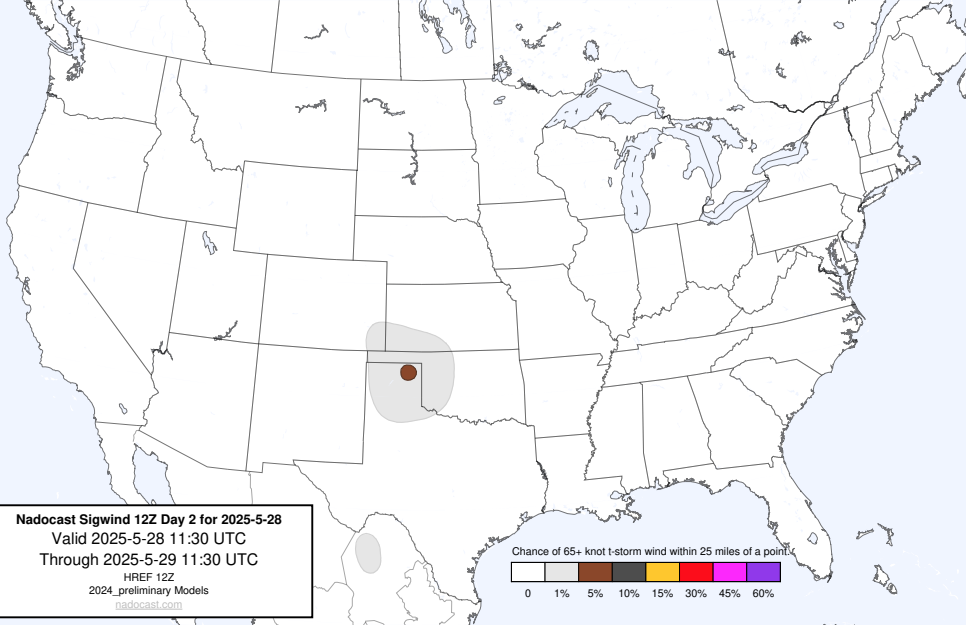 Nadocast Sigwind 12Z Day 2 for 2025-5-28
Valid 2025-5-28 11:30 UTC
Through 2025-5-29 11:30 UTC
HREF 12Z
2024_preliminary Models
nadocast.com
Chance of 65+ knot t-storm wind within 25 miles of a point.
0 1% 5% 10% 15% 30% 45% 60%